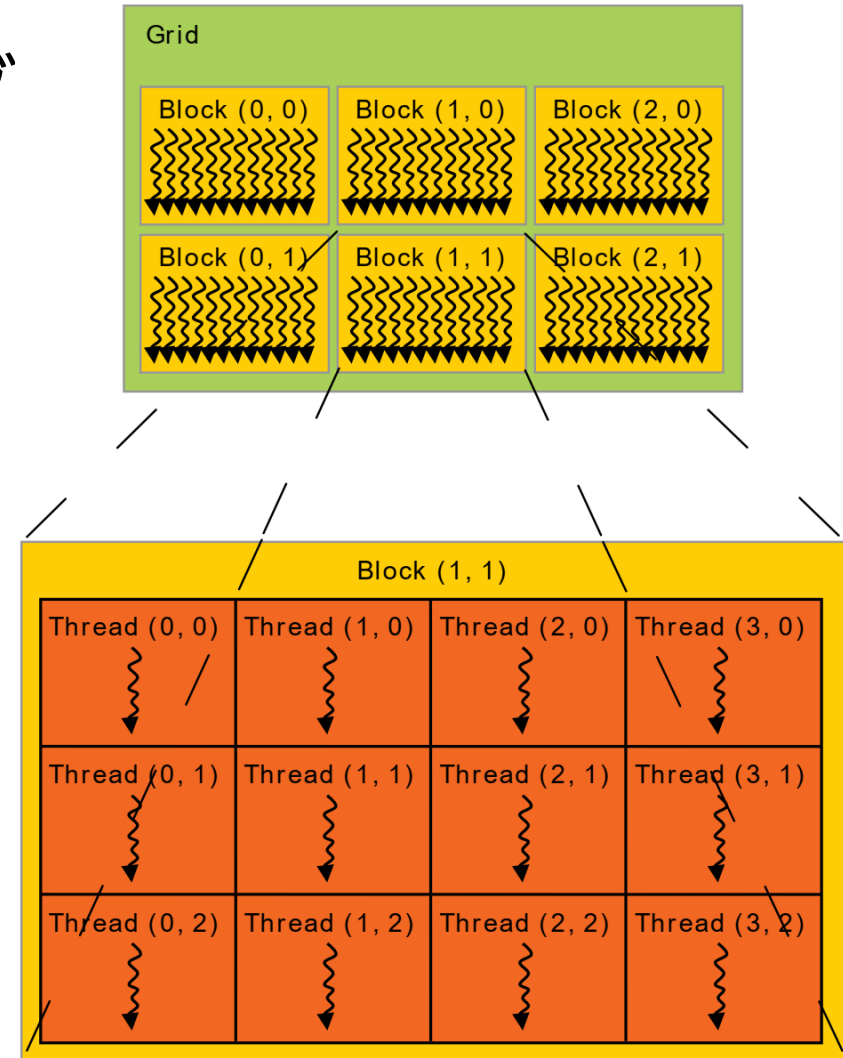 Grid
Block (0, 0) Block (1, 0) Block (2, 0)
Block (0, 1) Block (1, 1) Block (2, 1)
Block (1, 1)
Thread (0, 0) Thread (1, 0) Thread (2, 0) Thread (3, 0)
Thread (0, 1) Thread (1, 1) Thread (2, 1) Thread (3, 1)
Thread (0, 2) Thread (1, 2) Thread (2, 2) Thread (3, 2)